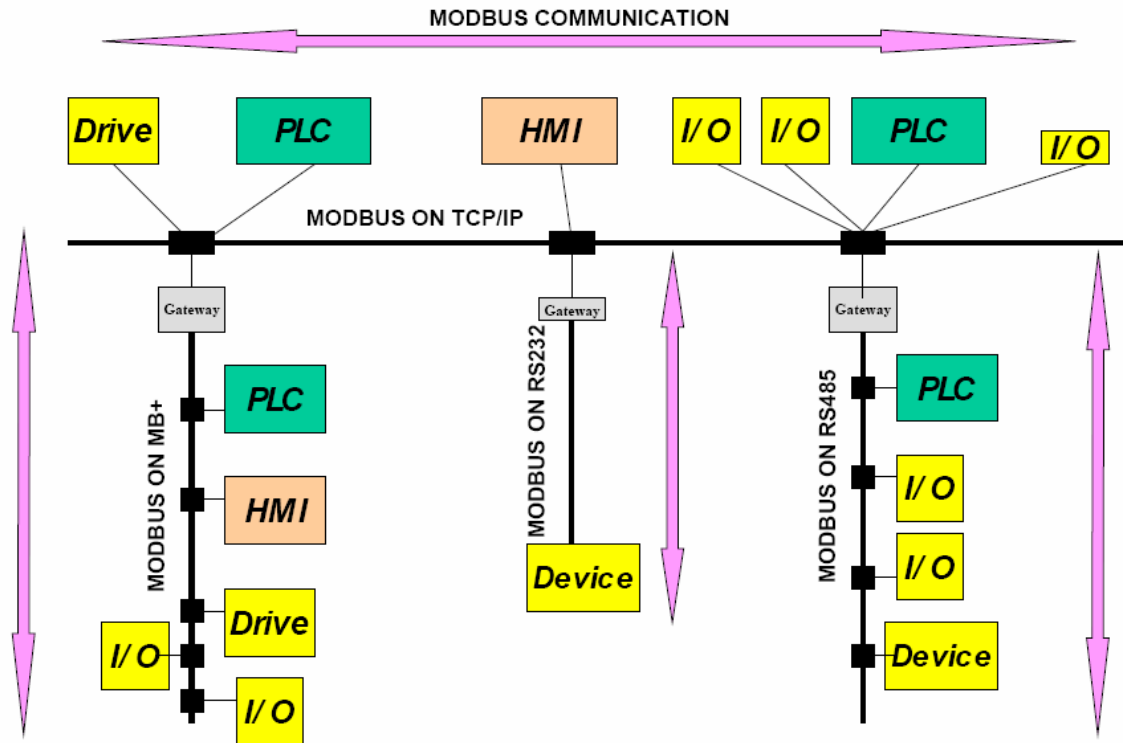 MODBUS COMMUNICATION
Drive
PLC
HMI
I/O
I/O
PLC
I/O
MODBUS ON TCP/IP
Gateway
Gateway
Gateway
MODBUS ON MB+
PLC
HMI
Drive
I/O
I/O
MODBUS ON RS232
Device
MODBUS ON RS485
PLC
I/O
I/O
Device